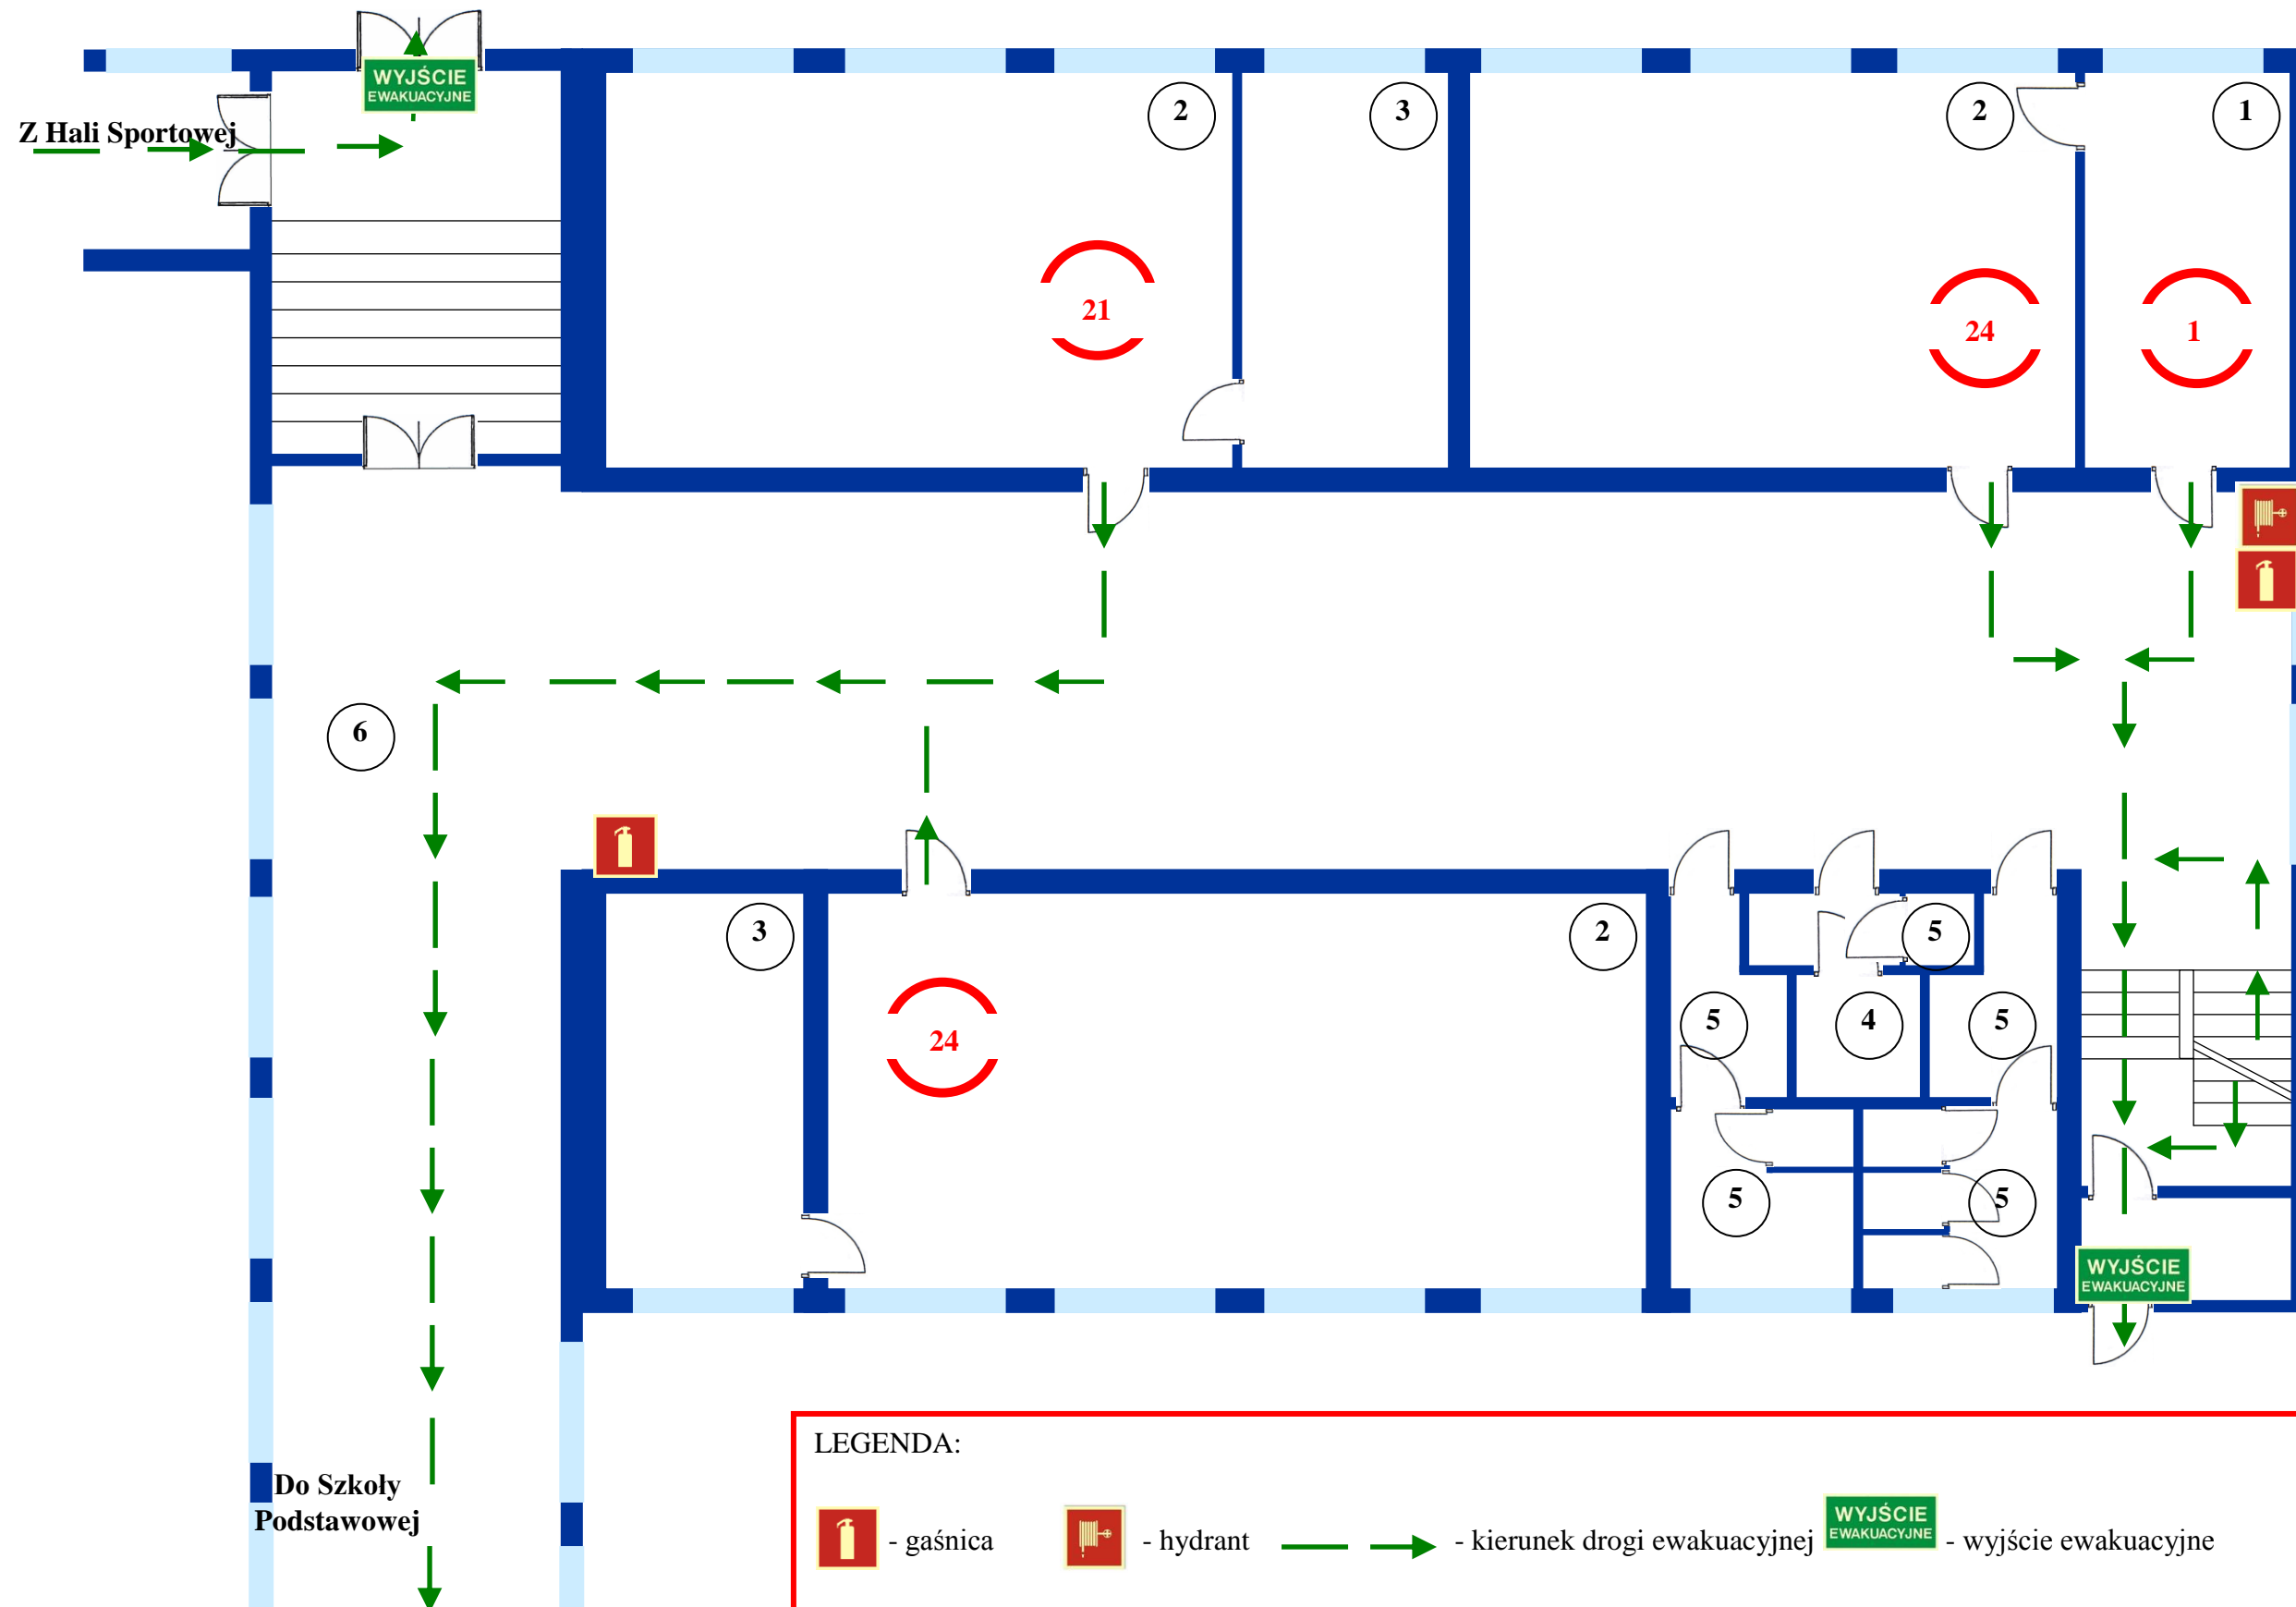 WYJŚCIE
EWAKUACYJNE
Z Hali Sportowej
2
3
2
1
21
24
1
6
3
2
5
24
5
4
5
5
5
WYJŚCIE
EWAKUACYJNE
LEGENDA:
Do Szkoły
Podstawowej
- gaśnica
- hydrant
- kierunek drogi ewakuacyjnej
WYJŚCIE
EWAKUACYJNE
- wyjście ewakuacyjne